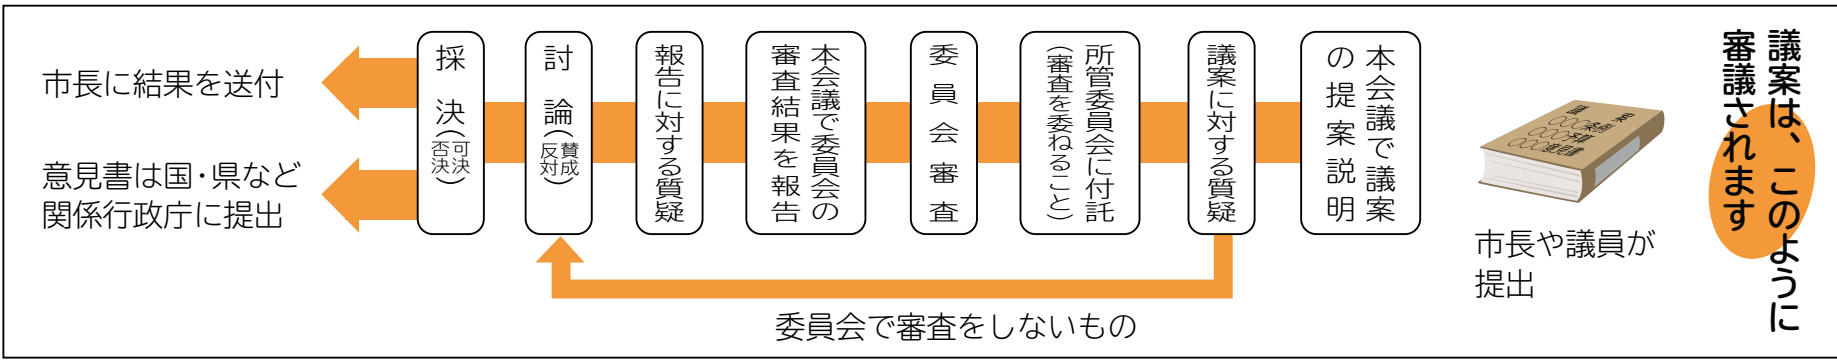 議案は、このように
審議されます
市長や議員が
提出
本会議で議案
の提案説明
議案に対する質疑
所管委員会に付託
(審査を委ねること)
委員会審査
本会議で委員会の
審査結果を報告
報告に対する質疑
討論(賛成
反対)
採決(可決
否決)
市長に結果を送付
意見書は国・県など
関係行政庁に提出
委員会で審査をしないもの